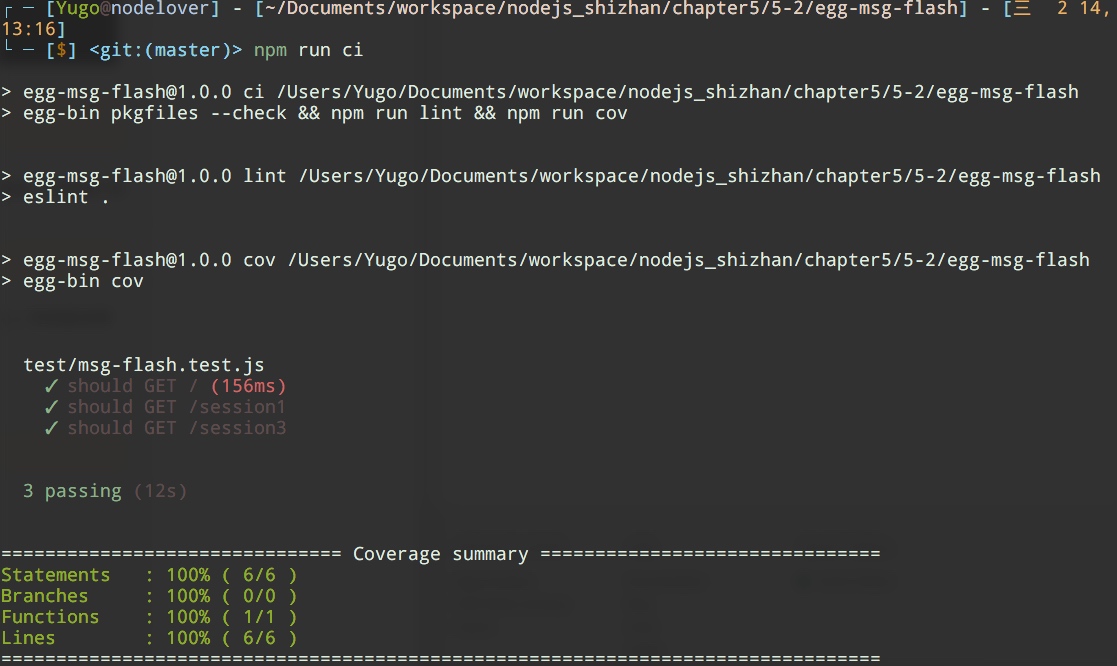 ┌ ─ [Yugo@nodelover] - [~/Documents/workspace/nodejs_shizhan/chapter5/5-2/egg-msg-flash] - [三  2 14,
13:16]
└ ─ [$] <git:(master)> npm run ci
> egg-msg-flash@1.0.0 ci /Users/Yugo/Documents/workspace/nodejs_shizhan/chapter5/5-2/egg-msg-flash
> egg-bin pkgfiles --check && npm run lint && npm run cov
> egg-msg-flash@1.0.0 lint /Users/Yugo/Documents/workspace/nodejs_shizhan/chapter5/5-2/egg-msg-flash
> eslint .
> egg-msg-flash@1.0.0 cov /Users/Yugo/Documents/workspace/nodejs_shizhan/chapter5/5-2/egg-msg-flash
> egg-bin cov
test/msg-flash.test.js
✓ should GET / (156ms)
✓ should GET /session1
✓ should GET /session3
3 passing (12s)
=============================== Coverage summary ===============================
Statements   : 100% ( 6/6 )
Branches     : 100% ( 0/0 )
Functions    : 100% ( 1/1 )
Lines        : 100% ( 6/6 )
================================================================================